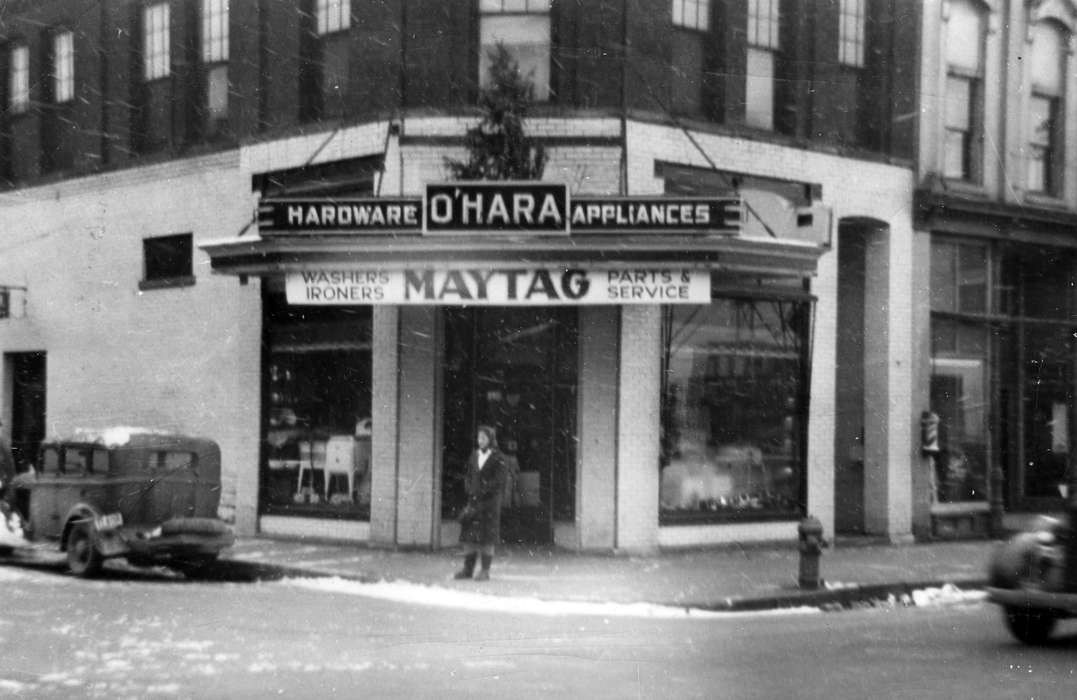 HARDWARE O'HARA APPLIANCES
WASHERS IRONERS MAYTAG PARTS & SERVICE